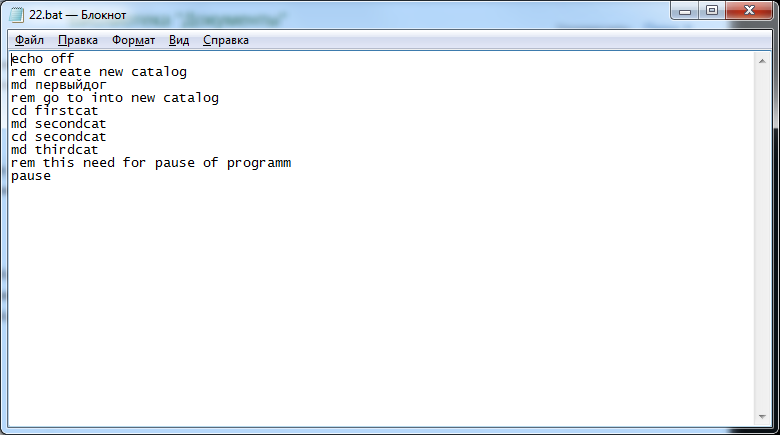 22.bat — Блокнот
Файл Правка Формат Вид Справка
echo off
rem create new catalog
md первыйдог
rem go to into new catalog
cd firstcat
md secondcat
cd secondcat
md thirdcat
rem this need for pause of programm
pause